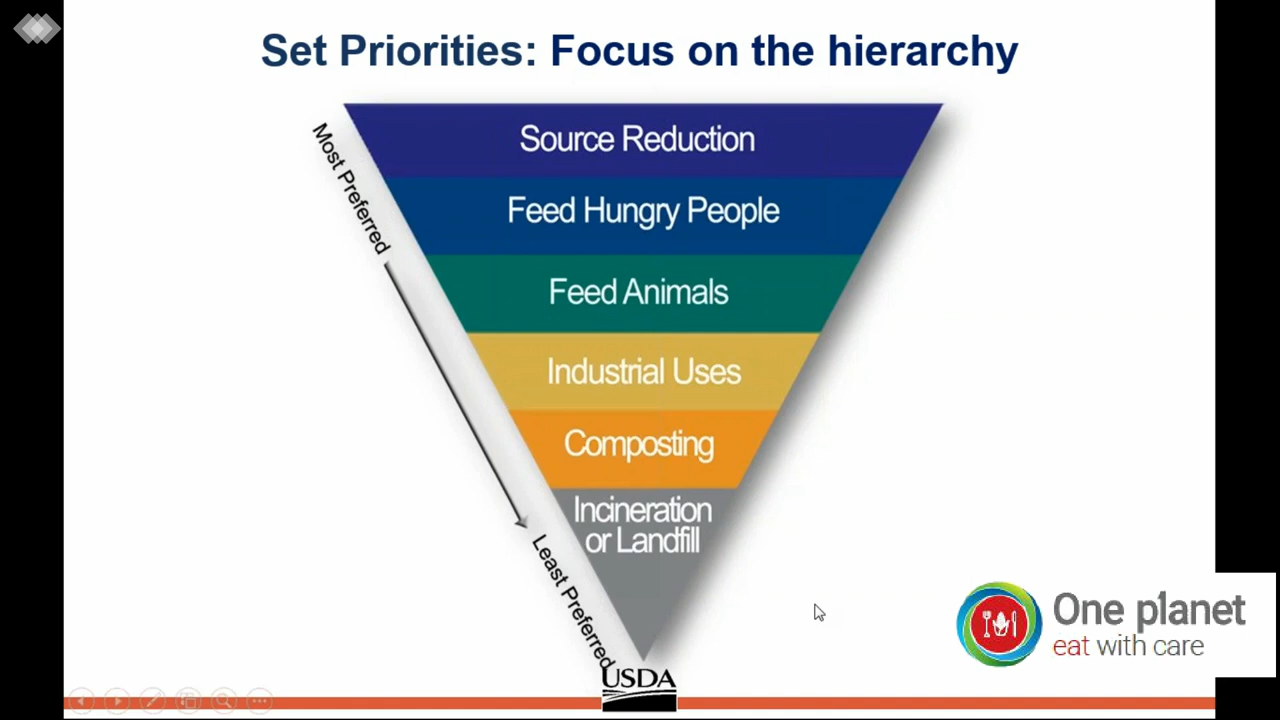 Set Priorities: Focus on the hierarchy
Most Preferred
Source Reduction
Feed Hungry People
Feed Animals
Industrial Uses
Composting
Incineration
or Landfill
Least Preferred
One planet
eat with care
USDA